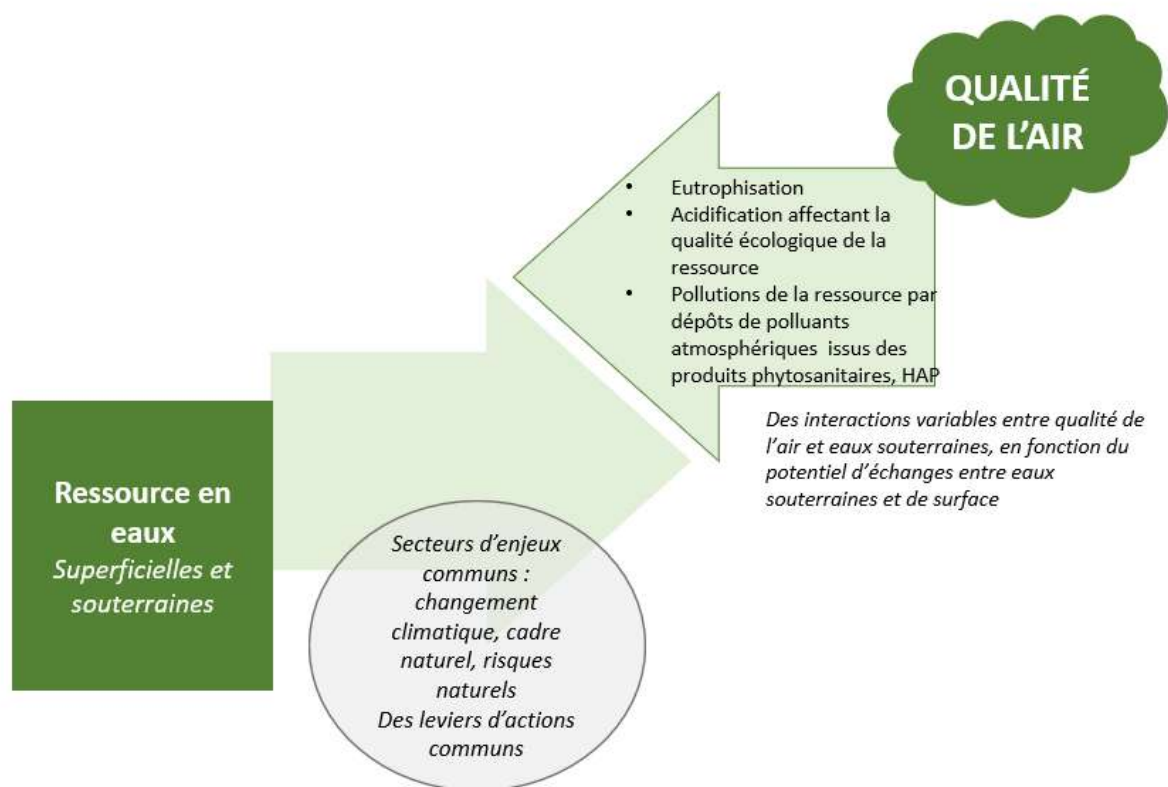 QUALITÉ
DE L’AIR
• Eutrophisation
• Acidification affectant la
qualité écologique de la
ressource
• Pollutions de la ressource par
dépôts de polluants
atmosphériques issus des
produits phytosanitaires, HAP
Des interactions variables entre qualité de
l’air et eaux souterraines, en fonction du
potentiel d’échanges entre eaux
souterraines et de surface
Ressource en
eaux
Superficielles et
souterraines
Secteurs d’enjeux
communs :
changement
climatique, cadre
naturel, risques
naturels
Des leviers d’actions
communs